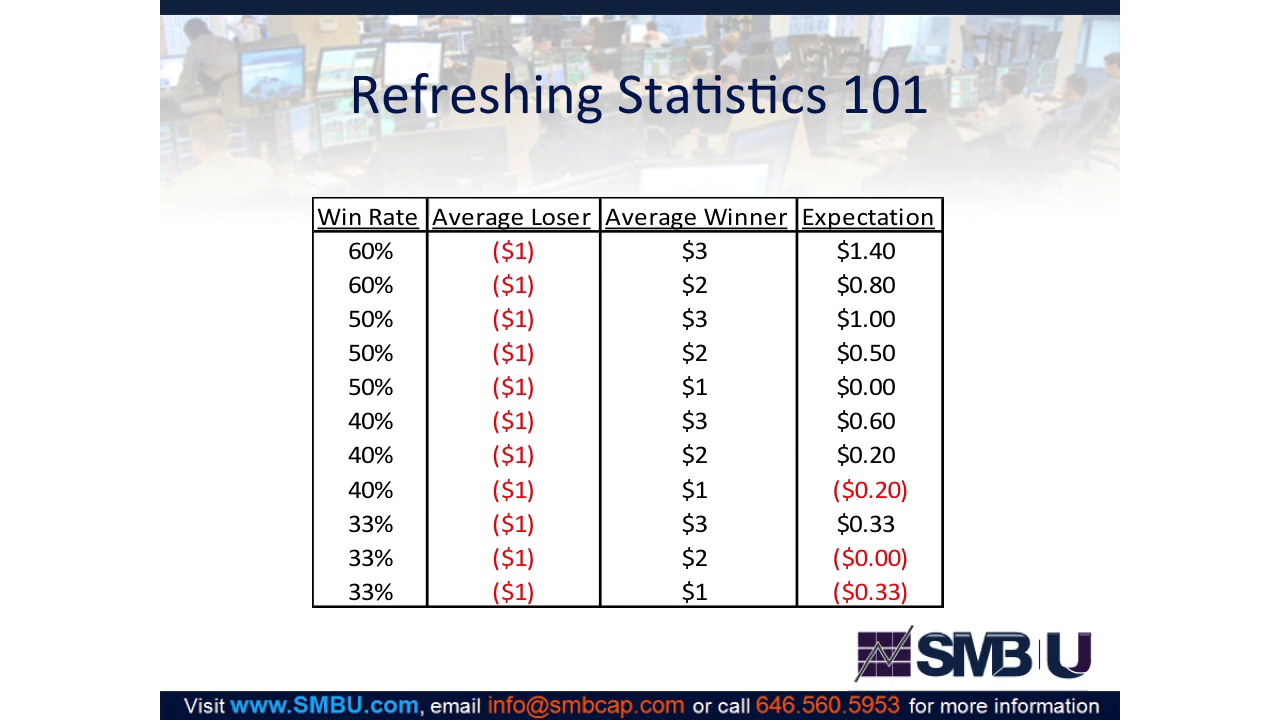 Refreshing Statistics 101
Win Rate Average Loser Average Winner Expectation
60% ($1) $3 $1.40
60% ($1) $2 $0.80
50% ($1) $3 $1.00
50% ($1) $2 $0.50
50% ($1) $1 $0.00
40% ($1) $3 $0.60
40% ($1) $2 $0.20
40% ($1) $1 ($0.20)
33% ($1) $3 $0.33
33% ($1) $2 ($0.00)
33% ($1) $1 ($0.33)
SMB U
Visit www.SMBU.com, email info@smbcap.com or call 646.560.5953 for more information